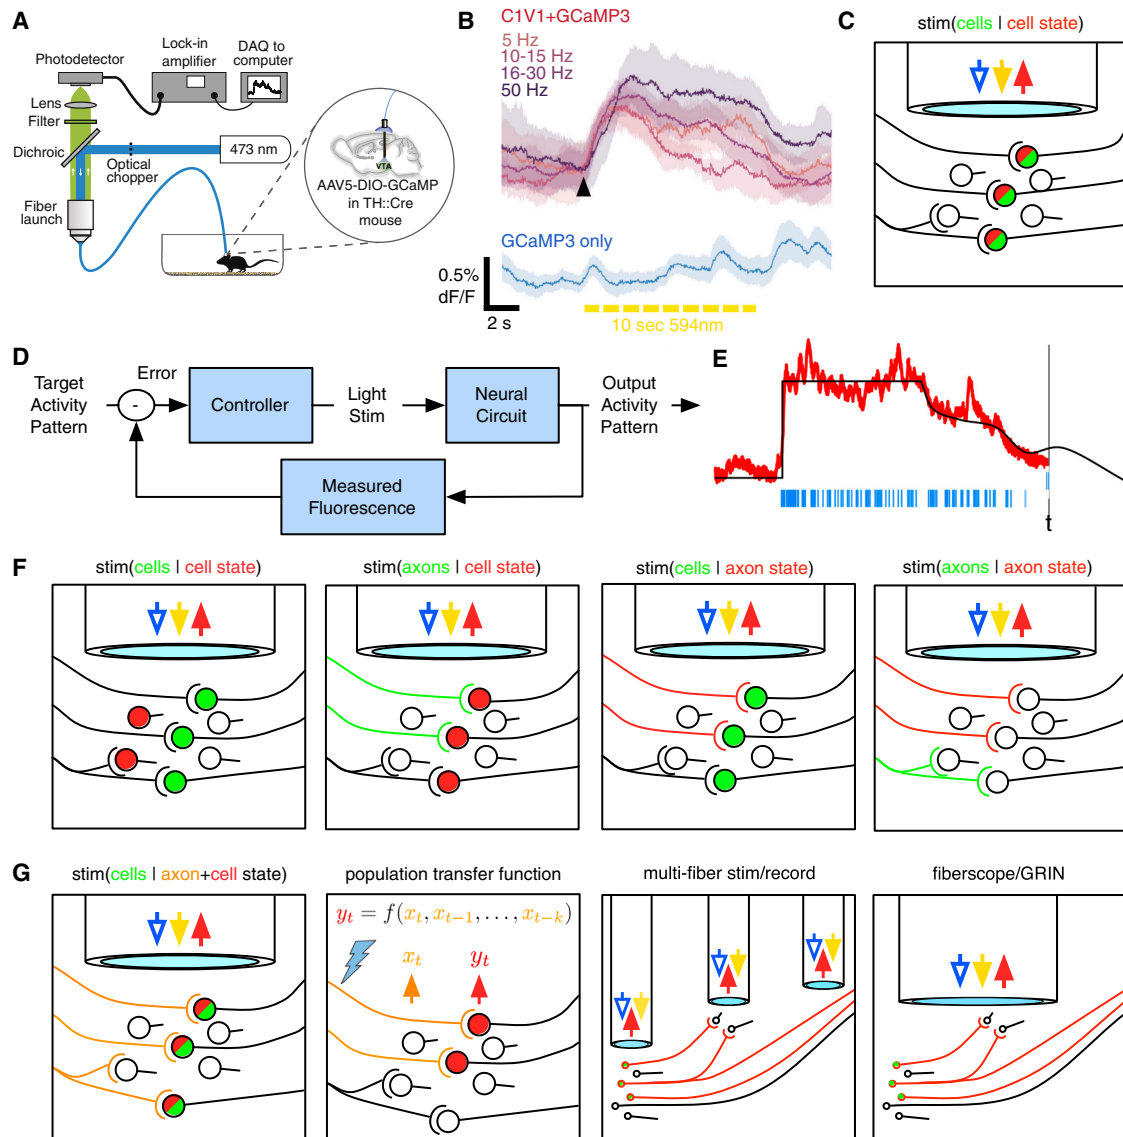 A
Photodetector
Lock-in
amplifier
DAQ to
computer
Lens
Filter
Dichroic
Optical
chopper
473 nm
Fiber
launch
VTA
AAV5-DIO-GCaMP
in TH::Cre
mouse
B
C1V1+GCaMP3
5 Hz
10-15 Hz
16-30 Hz
50 Hz
GCaMP3 only
0.5%
dF/F
2 s
10 sec 594nm
C
stim(cells | cell state)
D
Target
Activity
Pattern
Error
-
Controller
Light
Stim
Neural
Circuit
Output
Activity
Pattern
Measured
Fluorescence
E
t
F
stim(cells | cell state)
stim(axons | cell state)
stim(cells | axon state)
stim(axons | axon state)
G
stim(cells | axon+cell state)
population transfer function
y_t = f(x_t, x_{t−1}, . . . , x_{t−k})
x_t
y_t
multi-fiber stim/record
fiberscope/GRIN